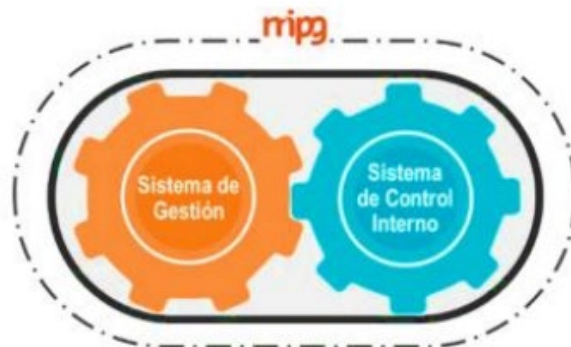 mipg
Sistema de
Gestión
Sistema
de Control
Interno